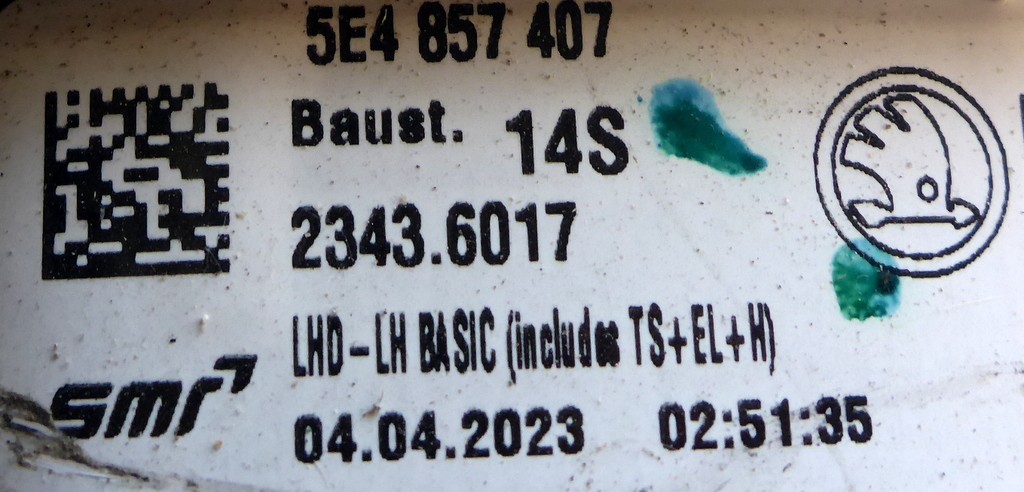 5E4 857 407
Baust. 14S
2343.6017
LHD-LH BASIC (includes TS+EL+H)
smr
04.04.2023 02:51:35